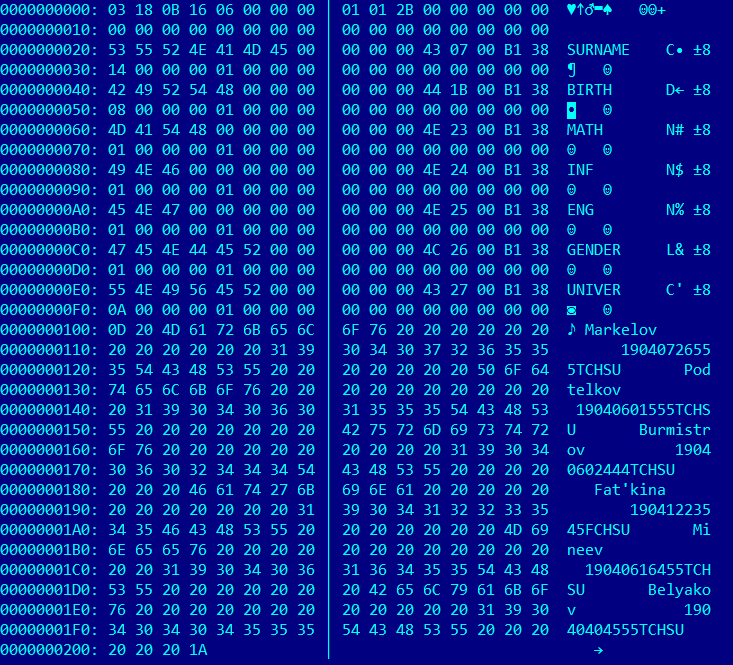 0000000000: 03 18 0B 16 06 00 00 00 01 01 2B 00 00 00 00 00 ♥↑♂▬♠   ☺☺+
0000000010: 00 00 00 00 00 00 00 00 00 00 00 00 00 00 00 00
0000000020: 53 55 52 4E 41 4D 45 00 00 00 00 43 07 00 B1 38 SURNAME    C• ±8
0000000030: 14 00 00 00 01 00 00 00 00 00 00 00 00 00 00 00 ¶   ☺
0000000040: 42 49 52 54 48 00 00 00 00 00 00 44 1B 00 B1 38 BIRTH      D← ±8
0000000050: 08 00 00 00 01 00 00 00 00 00 00 00 00 00 00 00 ◘   ☺
0000000060: 4D 41 54 48 00 00 00 00 00 00 00 4E 23 00 B1 38 MATH       N# ±8
0000000070: 01 00 00 00 01 00 00 00 00 00 00 00 00 00 00 00 ☺   ☺
0000000080: 49 4E 46 00 00 00 00 00 00 00 00 4E 24 00 B1 38 INF        N$ ±8
0000000090: 01 00 00 00 01 00 00 00 00 00 00 00 00 00 00 00 ☺   ☺
00000000A0: 45 4E 47 00 00 00 00 00 00 00 00 4E 25 00 B1 38 ENG        N% ±8
00000000B0: 01 00 00 00 01 00 00 00 00 00 00 00 00 00 00 00 ☺   ☺
00000000C0: 47 45 4E 44 45 52 00 00 00 00 00 4C 26 00 B1 38 GENDER     L& ±8
00000000D0: 01 00 00 00 01 00 00 00 00 00 00 00 00 00 00 00 ☺   ☺
00000000E0: 55 4E 49 56 45 52 00 00 00 00 00 43 27 00 B1 38 UNIVER     C' ±8
00000000F0: 0A 00 00 00 01 00 00 00 00 00 00 00 00 00 00 00 ◙   ☺
0000000100: 0D 20 4D 61 72 6B 65 6C 6F 76 20 20 20 20 20 20 ♪ Markelov
0000000110: 20 20 20 20 20 20 31 39 30 34 30 37 32 36 35 35       1904072655
0000000120: 35 54 43 48 53 55 20 20 20 20 20 20 20 50 6F 64 5TCHSU       Pod
0000000130: 74 65 6C 6B 6F 76 20 20 20 20 20 20 20 20 20 20 telkov
0000000140: 20 31 39 30 34 30 36 30 31 35 35 35 54 43 48 53  19040601555TCHS
0000000150: 55 20 20 20 20 20 20 20 42 75 72 6D 69 73 74 72 U       Burmistr
0000000160: 6F 76 20 20 20 20 20 20 20 20 20 20 31 39 30 34 ov          1904
0000000170: 30 36 30 32 34 34 34 54 43 48 53 55 20 20 20 20 0602444TCHSU
0000000180: 20 20 20 46 61 74 27 6B 69 6E 61 20 20 20 20 20    Fat'kina
0000000190: 20 20 20 20 20 20 20 31 39 30 34 31 32 32 33 35        190412235
00000001A0: 34 35 46 43 48 53 55 20 20 20 20 20 20 20 4D 69 45FCHSU       Mi
00000001B0: 6E 65 65 76 20 20 20 20 20 20 20 20 20 20 20 20 neev
00000001C0: 20 20 31 39 30 34 30 36 31 36 34 35 35 54 43 48   19040616455TCH
00000001D0: 53 55 20 20 20 20 20 20 20 42 65 6C 79 61 6B 6F SU       Belyako
00000001E0: 76 20 20 20 20 20 20 20 20 20 20 20 20 31 39 30 v            190
00000001F0: 34 30 34 30 34 35 35 35 54 43 48 53 55 20 20 20 40404555TCHSU
0000000200: 20 20 20 1A    →